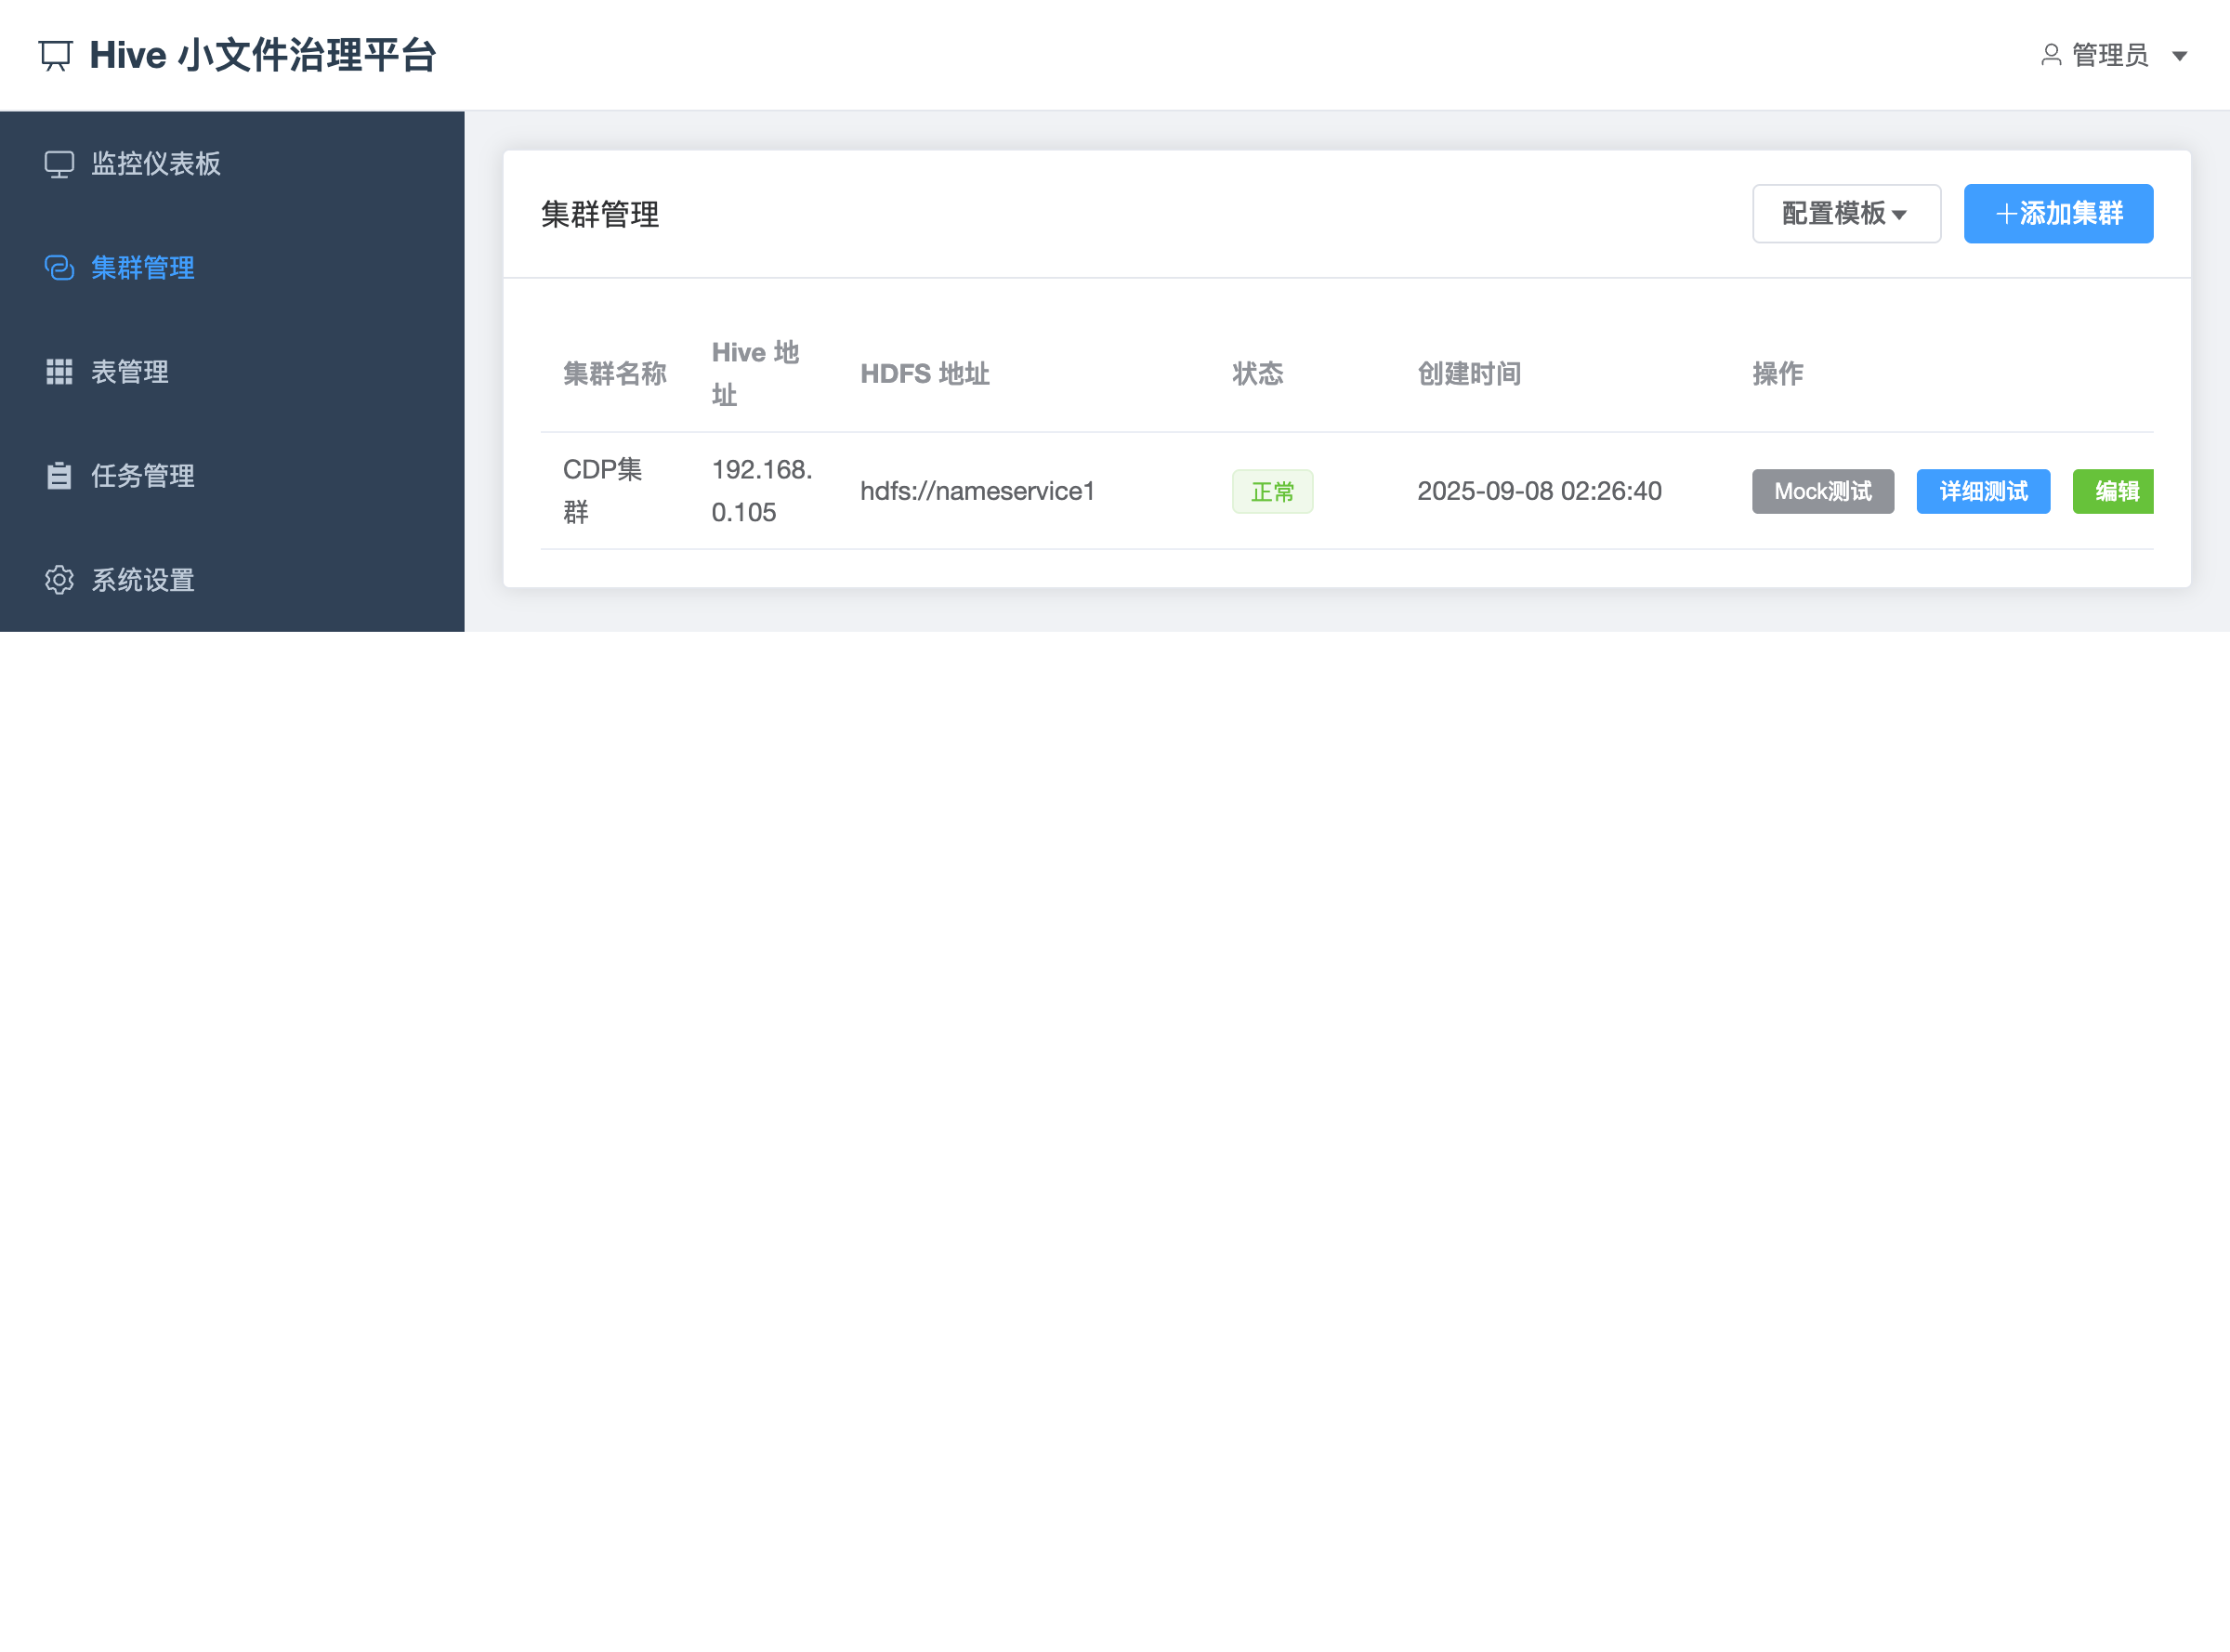 Hive 小文件治理平台
管理员
监控仪表板
集群管理
表管理
任务管理
系统设置
集群管理
配置模板
+添加集群
集群名称
Hive 地
址
HDFS 地址
状态
创建时间
操作
CDP集
群
192.168.
0.105
hdfs://nameservice1
正常
2025-09-08 02:26:40
Mock测试
详细测试
编辑